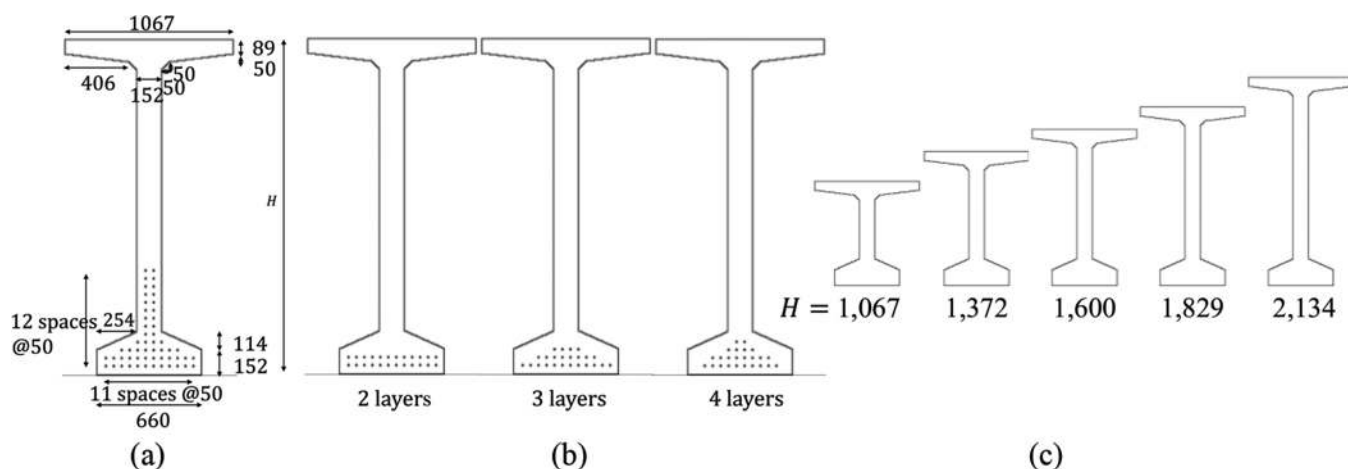 1067
89
50
406
50
50
152
H
12 spaces
@50
254
114
152
11 spaces @50
660
2 layers
3 layers
4 layers
H = 1,067
1,372
1,600
1,829
2,134
(a)
(b)
(c)